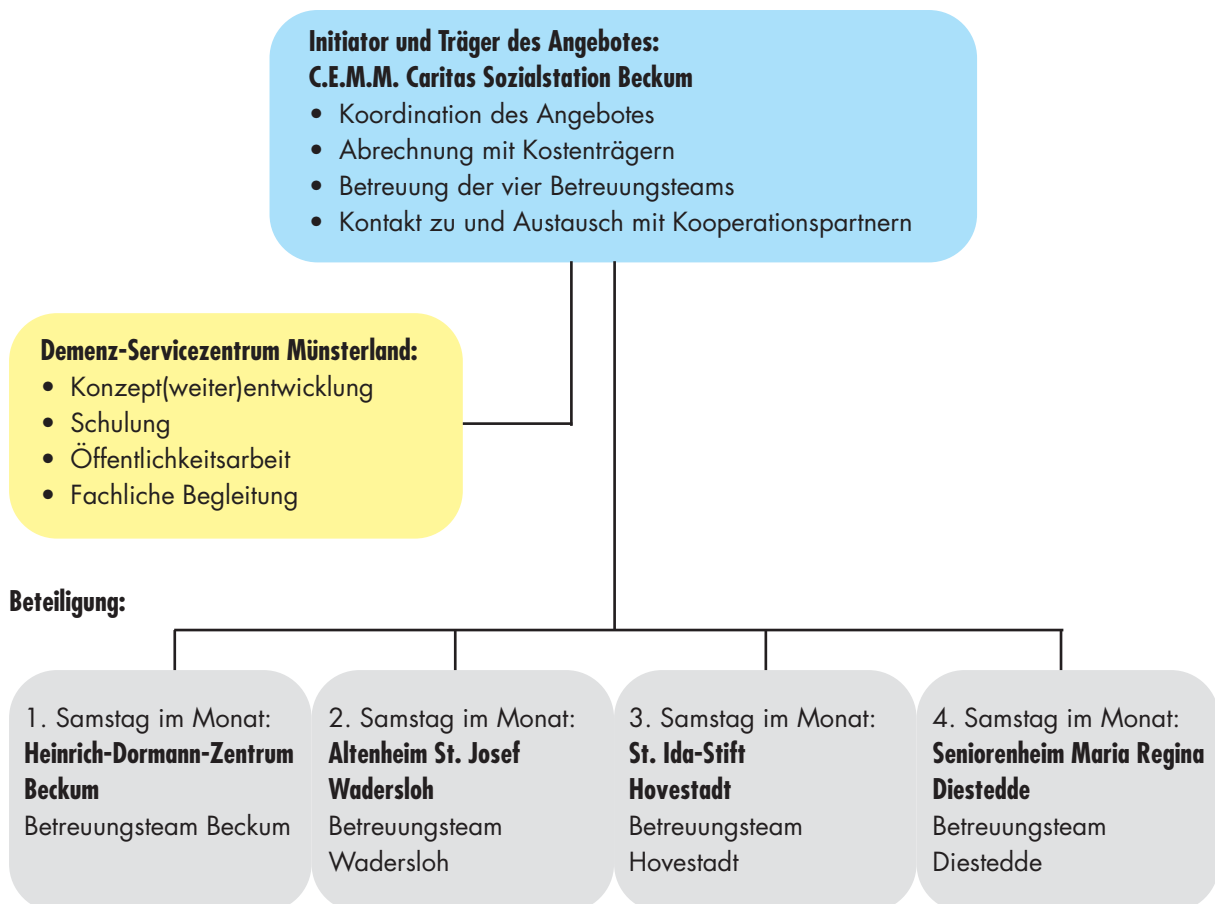 Initiator und Träger des Angebotes:
C.E.M.M. Caritas Sozialstation Beckum
• Koordination des Angebotes
• Abrechnung mit Kostenträgern
• Betreuung der vier Betreuungsteams
• Kontakt zu und Austausch mit Kooperationspartnern
Demenz-Servicezentrum Münsterland:
• Konzept(weiter)entwicklung
• Schulung
• Öffentlichkeitsarbeit
• Fachliche Begleitung
Beteiligung:
1. Samstag im Monat:
Heinrich-Dormann-Zentrum
Beckum
Betreuungsteam Beckum
2. Samstag im Monat:
Altenheim St. Josef
Wadersloh
Betreuungsteam
Wadersloh
3. Samstag im Monat:
St. Ida-Stift
Hovestadt
Betreuungsteam
Hovestadt
4. Samstag im Monat:
Seniorenheim Maria Regina
Diestedde
Betreuungsteam
Diestedde